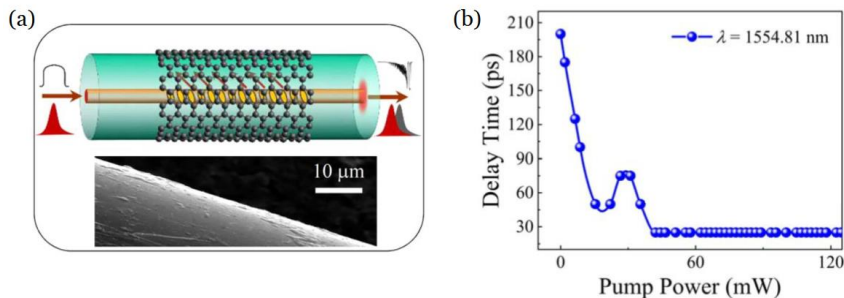 (a)
10 μm
(b)
Delay Time (ps)
210
180
150
120
90
60
30
λ = 1554.81 nm
0
60
120
Pump Power (mW)